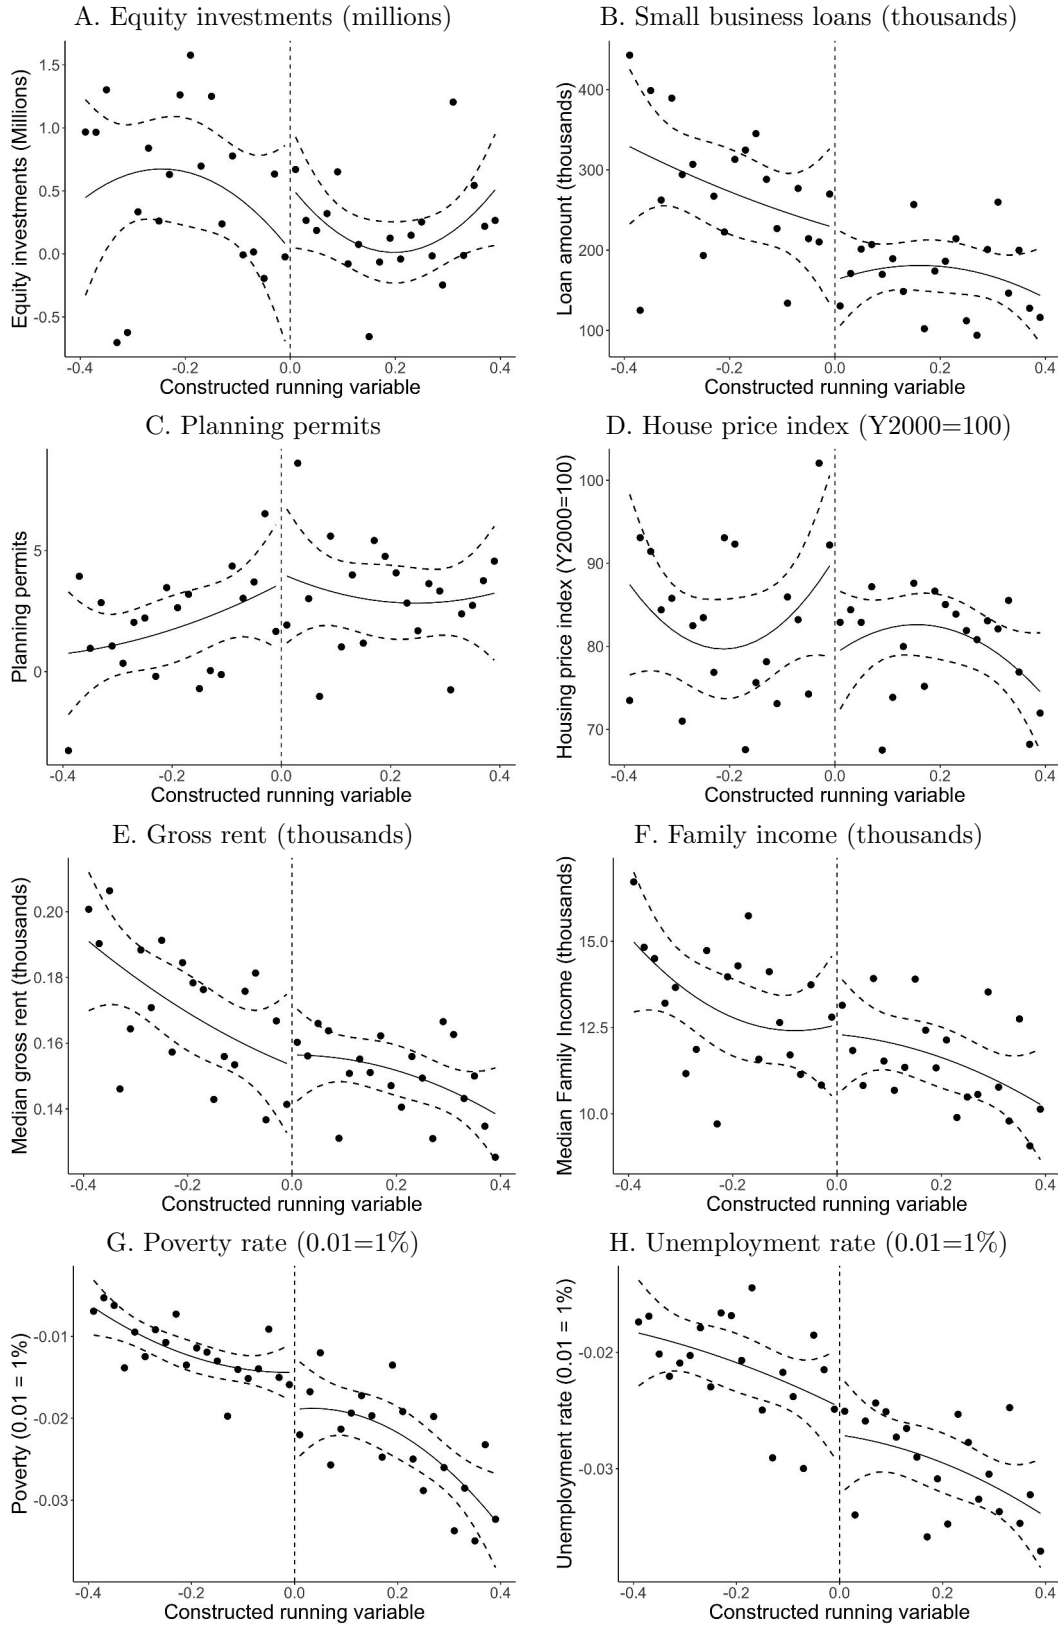 A. Equity investments (millions)
Equity investments (Millions)
1.5
1.0
0.5
0.0
-0.5
-0.4 -0.2 0.0 0.2 0.4
Constructed running variable
B. Small business loans (thousands)
Loan amount (thousands)
400
300
200
100
-0.4 -0.2 0.0 0.2 0.4
Constructed running variable
C. Planning permits
Planning permits
5
0
-0.4 -0.2 0.0 0.2 0.4
Constructed running variable
D. House price index (Y2000=100)
Housing price index (Y2000=100)
100
90
80
70
-0.4 -0.2 0.0 0.2 0.4
Constructed running variable
E. Gross rent (thousands)
Median gross rent (thousands)
0.20
0.18
0.16
0.14
-0.4 -0.2 0.0 0.2 0.4
Constructed running variable
F. Family income (thousands)
Median Family Income (thousands)
15.0
12.5
10.0
-0.4 -0.2 0.0 0.2 0.4
Constructed running variable
G. Poverty rate (0.01=1%)
Poverty (0.01 = 1%)
-0.01
-0.02
-0.03
-0.4 -0.2 0.0 0.2 0.4
Constructed running variable
H. Unemployment rate (0.01=1%)
Unemployment rate (0.01 = 1%)
-0.02
-0.03
-0.4 -0.2 0.0 0.2 0.4
Constructed running variable